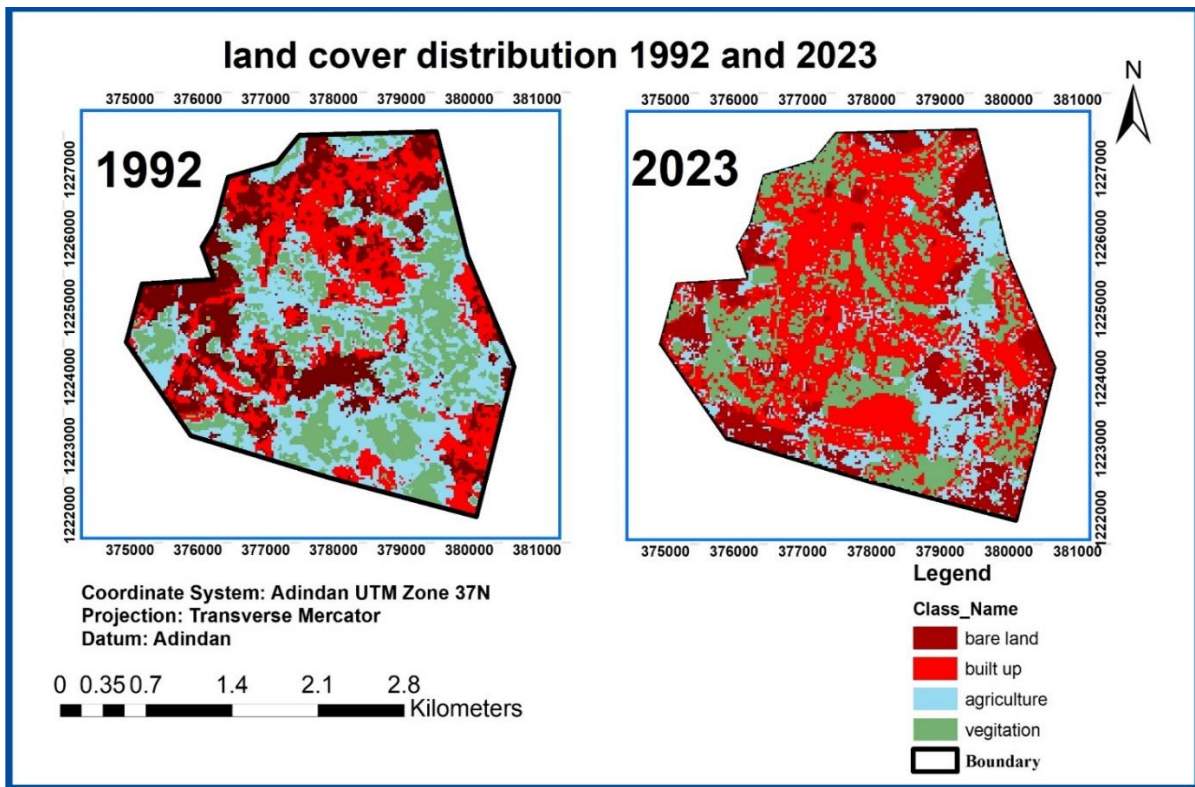 land cover distribution 1992 and 2023
N
375000 376000 377000 378000 379000 380000 381000
375000 376000 377000 378000 379000 380000 381000
1992
2023
1227000
1226000
1225000
1224000
1223000
1222000
1227000
1226000
1225000
1224000
1223000
1222000
375000 376000 377000 378000 379000 380000 381000
375000 376000 377000 378000 379000 380000 381000
Coordinate System: Adindan UTM Zone 37N
Projection: Transverse Mercator
Datum: Adindan
0 0.35 0.7 1.4 2.1 2.8
Kilometers
Legend
Class_Name
bare land
built up
agriculture
vegitation
Boundary